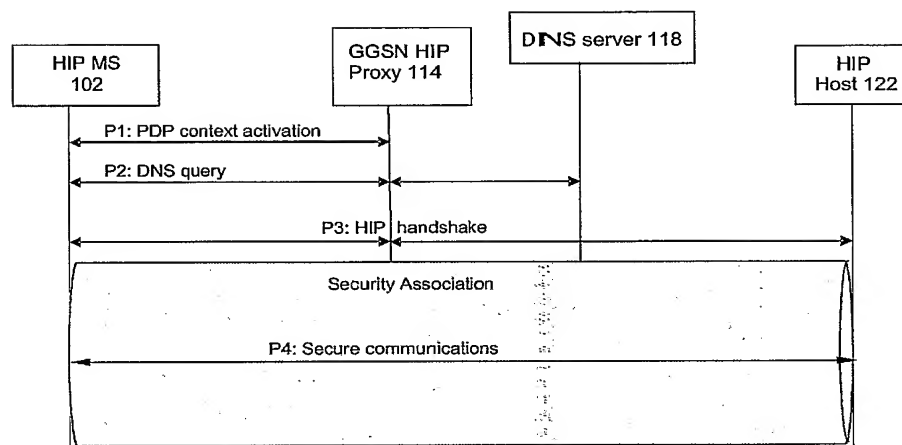 HIP MS
102
GGSN HIP
Proxy 114
DNS server 118
HIP
Host 122
P1: PDP context activation
P2: DNS query
P3: HIP handshake
Security Association
P4: Secure communications